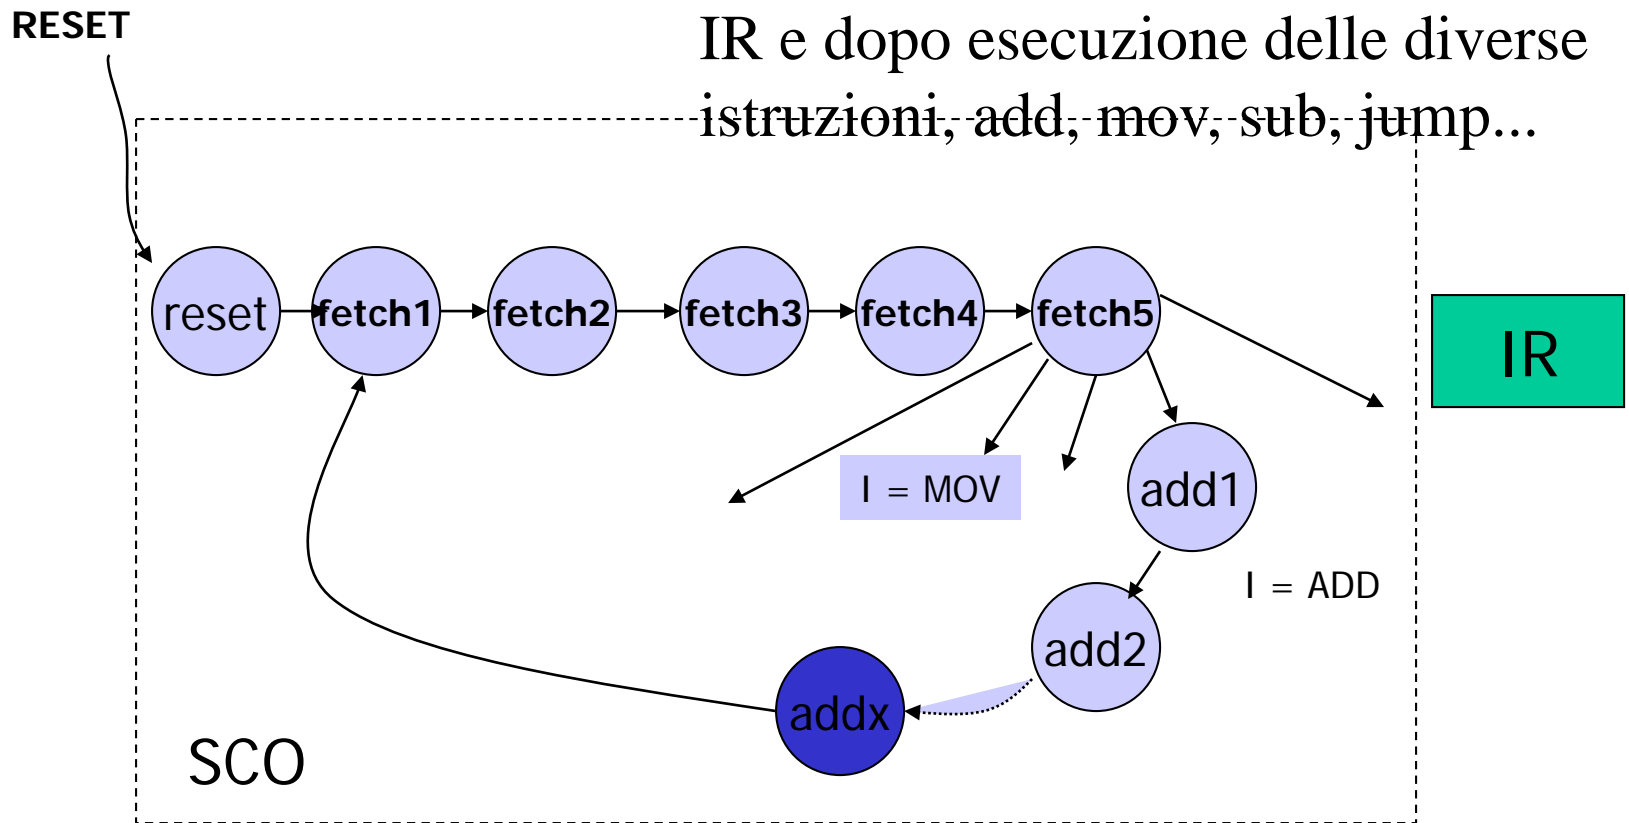 RESET
IR e dopo esecuzione delle diverse
istruzioni, add, mov, sub, jump...
reset
fetch1
fetch2
fetch3
fetch4
fetch5
IR
I = MOV
add1
I = ADD
add2
addx
SCO